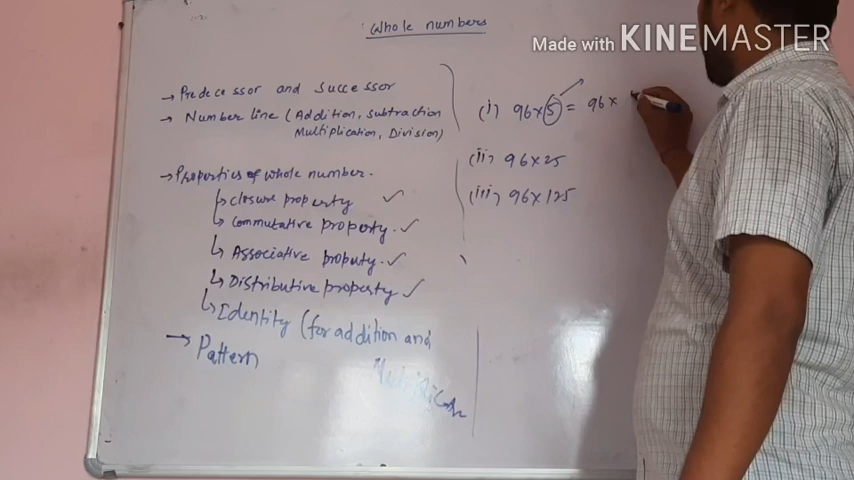 Whole numbers
Made with KINEMASTER
→ Predecessor and Successor
→ Number line (Addition, Subtraction
Multiplication, Division)
→ Properties of whole number.
↳ Closure property ✓
↳ Commutative property. ✓
↳ Associative property. ✓
↳ Distributive property ✓
↳ Identity (for addition and
→ Pattern
(i) 96×5 = 96×
(ii) 96×25
(iii) 96×125